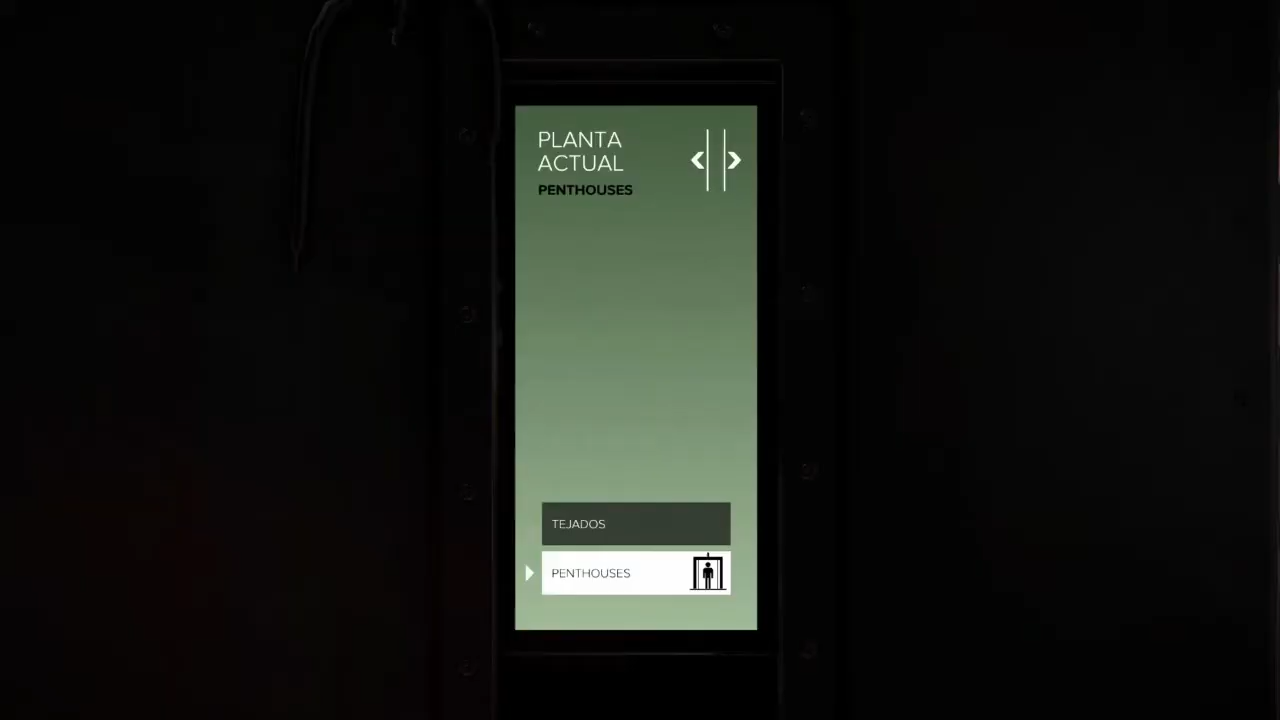 PLANTA
ACTUAL
PENTHOUSES
TEJADOS
PENTHOUSES